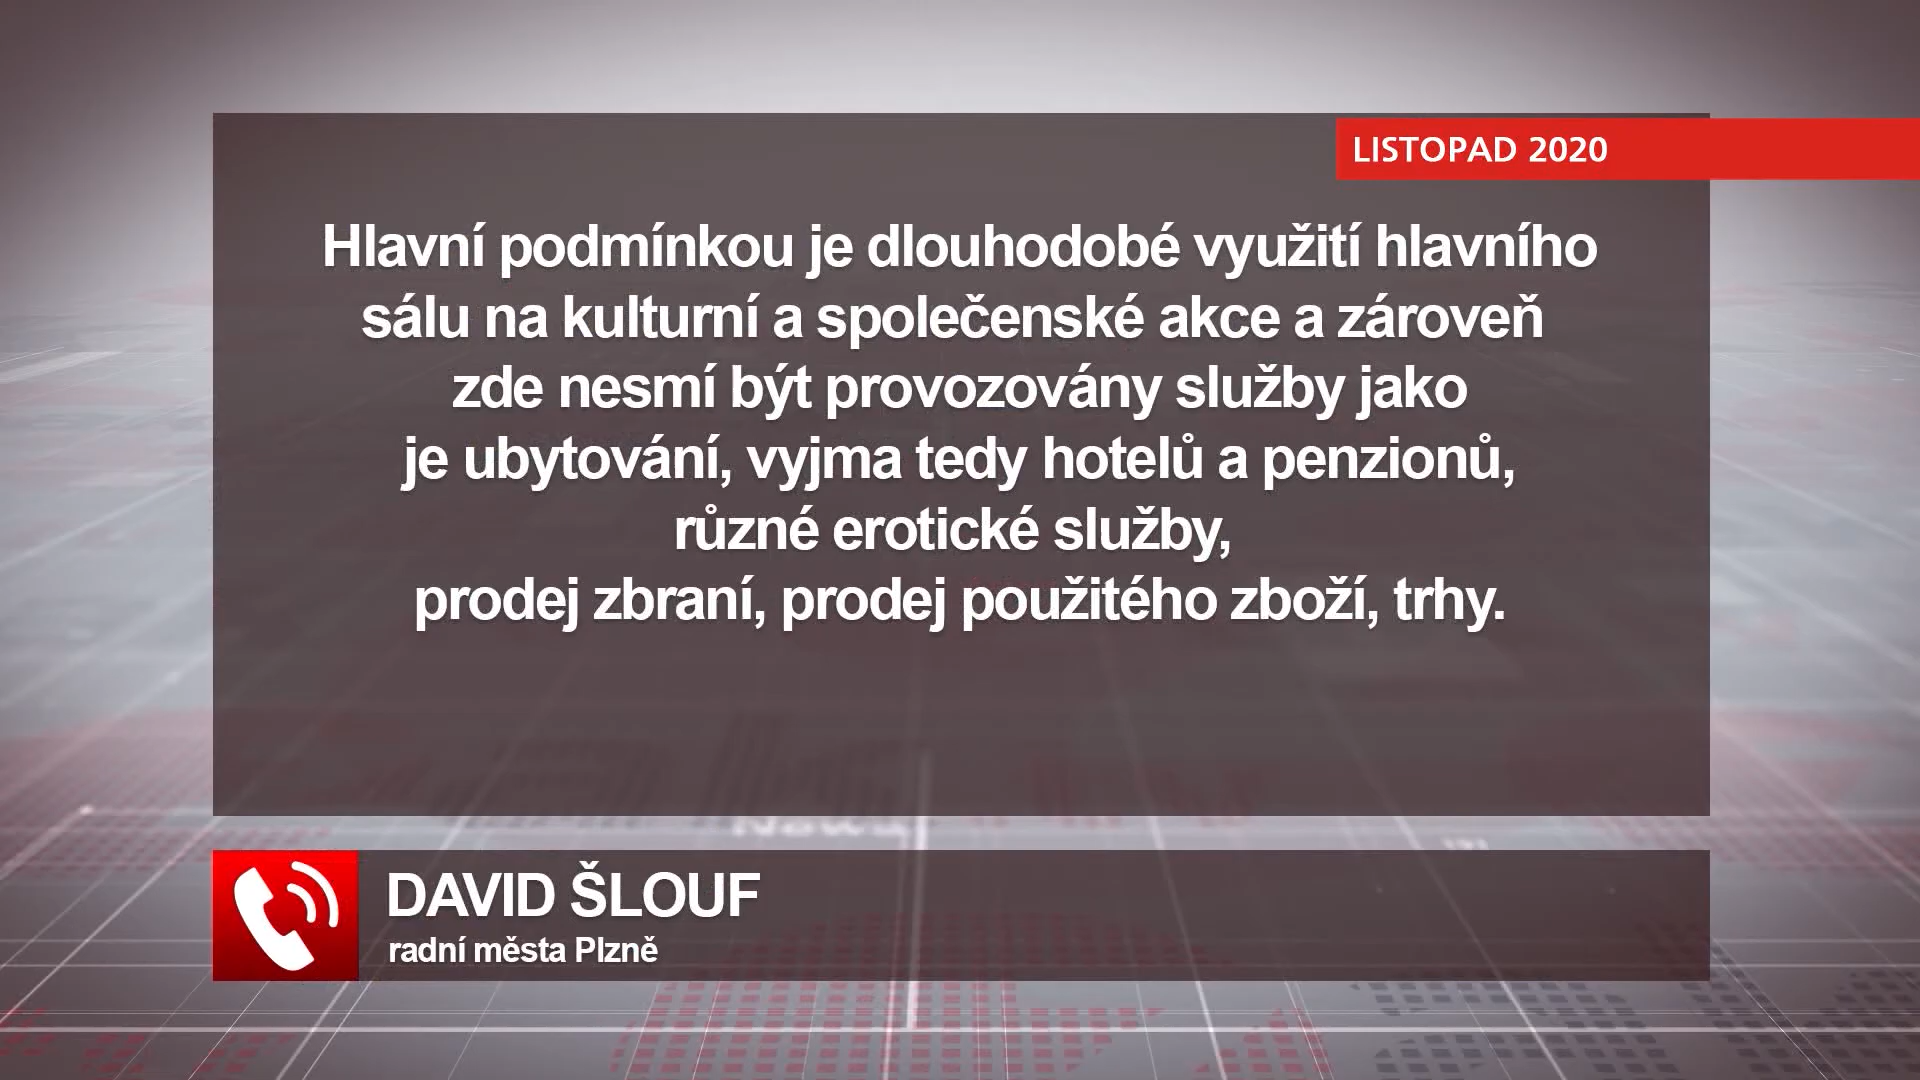 LISTOPAD 2020
Hlavní podmínkou je dlouhodobé využití hlavního
sálu na kulturní a společenské akce a zároveň
zde nesmí být provozovány služby jako
je ubytování, vyjma tedy hotelů a penzionů,
různé erotické služby,
prodej zbraní, prodej použitého zboží, trhy.
DAVID ŠLOUF
radní města Plzně